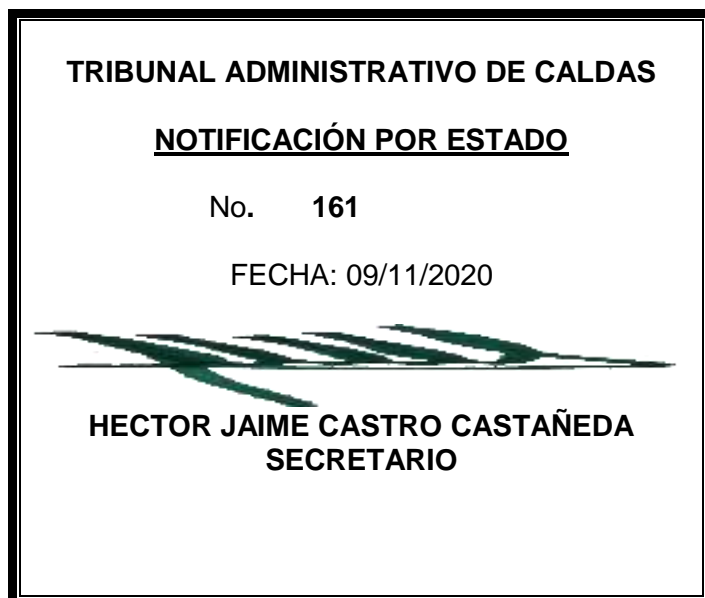 TRIBUNAL ADMINISTRATIVO DE CALDAS
NOTIFICACIÓN POR ESTADO
No. 161
FECHA: 09/11/2020
HECTOR JAIME CASTRO CASTAÑEDA
SECRETARIO